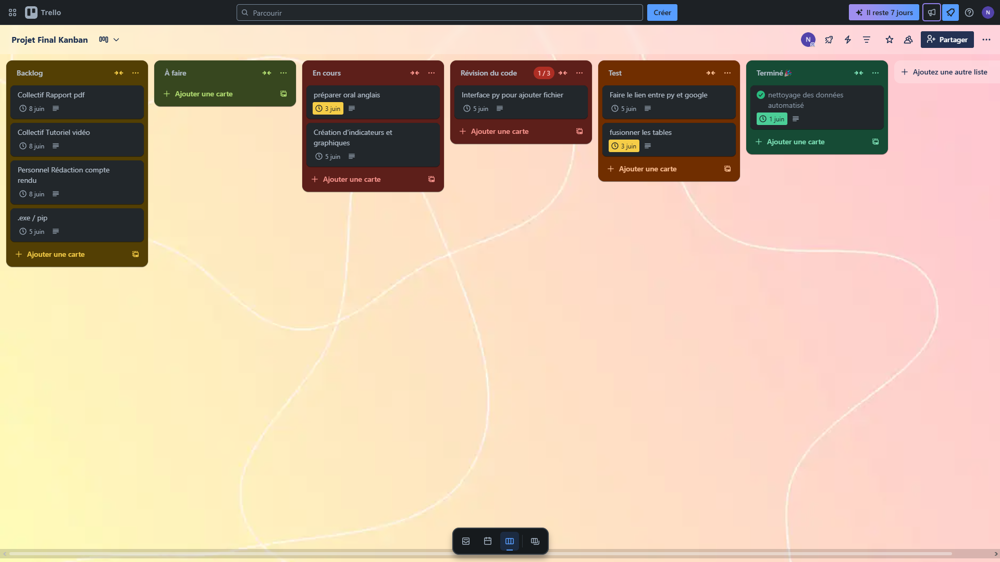 Trello
Parcourir
Créer
Il reste 7 jours
N
Projet Final Kanban
N
Partager
Backlog
Collectif Rapport pdf
8 juin
Collectif Tutoriel vidéo
8 juin
Personnel Rédaction compte
rendu
8 juin
.exe / pip
5 juin
Ajouter une carte
À faire
Ajouter une carte
En cours
préparer oral anglais
3 juin
Création d'indicateurs et
graphiques
5 juin
Ajouter une carte
Révision du code
1 / 3
Interface py pour ajouter fichier
5 juin
Ajouter une carte
Test
Faire le lien entre py et google
5 juin
fusionner les tables
3 juin
Ajouter une carte
Terminé🎉
nettoyage des données
automatisé
1 juin
Ajouter une carte
Ajoutez une autre liste